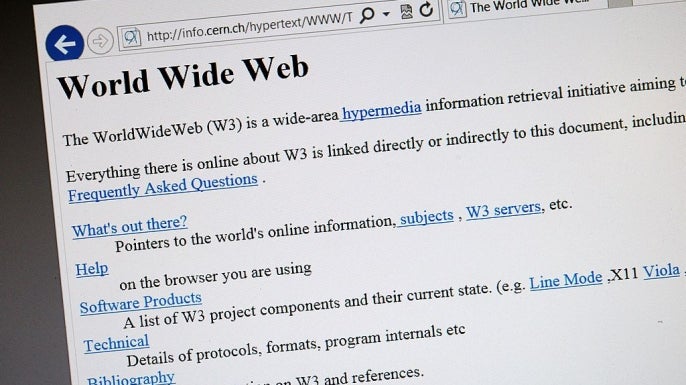 http://info.cern.ch/hypertext/WWW/T
The World Wide We...
World Wide Web
The WorldWideWeb (W3) is a wide-area hypermedia information retrieval initiative aiming t
Everything there is online about W3 is linked directly or indirectly to this document, includin
Frequently Asked Questions .
What's out there?
Pointers to the world's online information, subjects , W3 servers, etc.
Help
on the browser you are using
Software Products
A list of W3 project components and their current state. (e.g. Line Mode ,X11 Viola ,
Technical
Details of protocols, formats, program internals etc
Bibliography
on W3 and references.